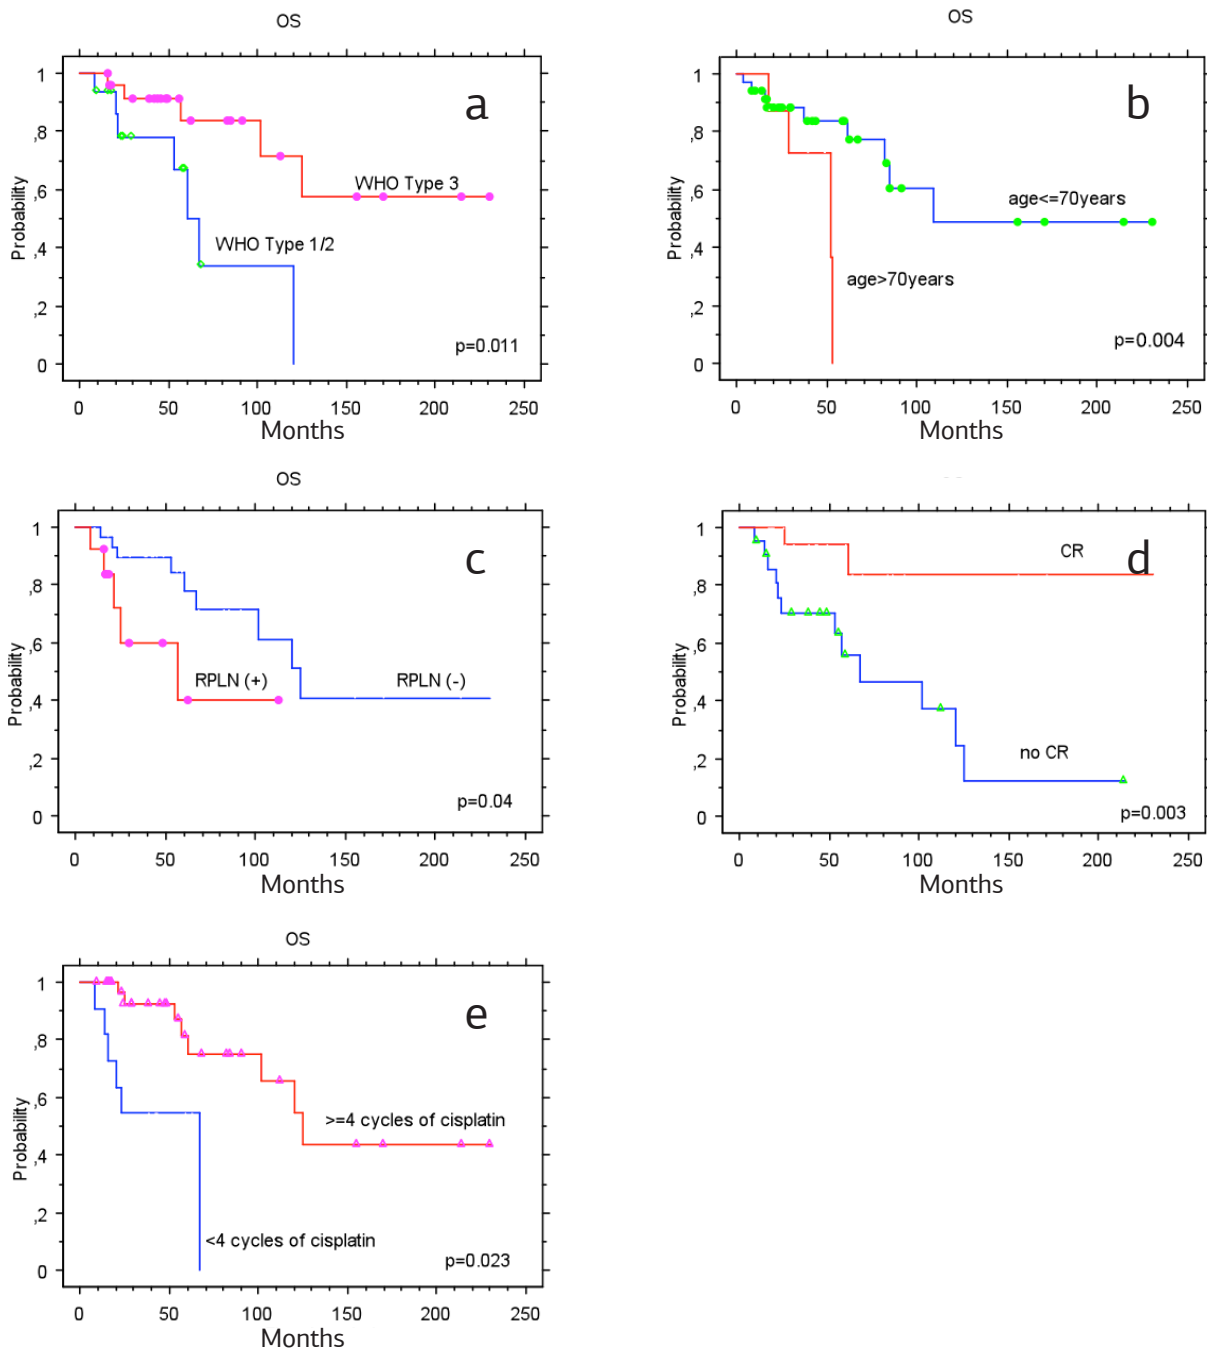 OS
a
1
,8
,6
,4
,2
0
Probability
WHO Type 3
WHO Type 1/2
p=0.011
0 50 100 150 200 250
Months
OS
b
1
,8
,6
,4
,2
0
Probability
age<=70years
age>70years
p=0.004
0 50 100 150 200 250
Months
OS
c
1
,8
,6
,4
,2
0
Probability
RPLN (+) RPLN (-)
p=0.04
0 50 100 150 200 250
Months
d
1
,8
,6
,4
,2
0
Probability
CR
no CR
p=0.003
0 50 100 150 200 250
Months
OS
e
1
,8
,6
,4
,2
0
Probability
>=4 cycles of cisplatin
<4 cycles of cisplatin
p=0.023
0 50 100 150 200 250
Months